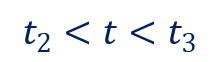 t₂ < t < t₃